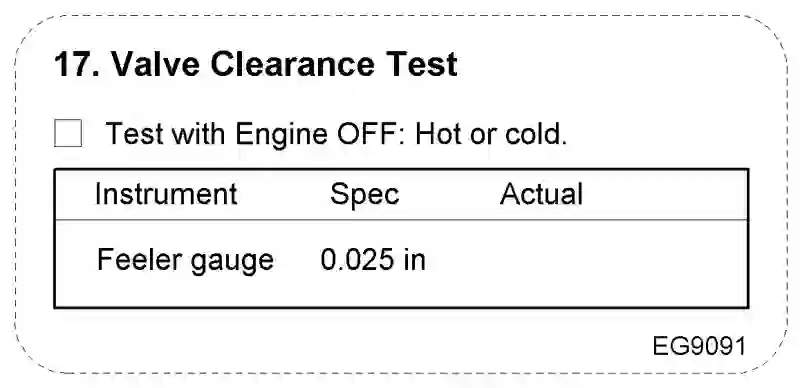 17. Valve Clearance Test
Test with Engine OFF: Hot or cold.
Instrument Spec Actual
Feeler gauge 0.025 in
EG9091